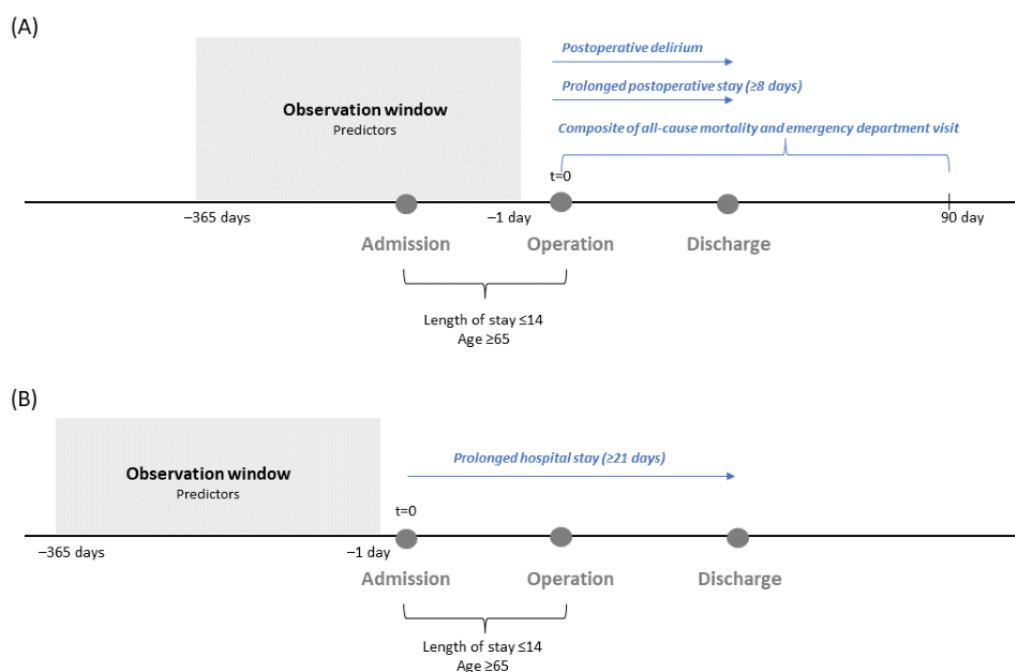 (A)
Postoperative delirium
Prolonged postoperative stay (≥8 days)
Observation window
Predictors
Composite of all-cause mortality and emergency department visit
t=0
−365 days
−1 day
90 day
Admission
Operation
Discharge
Length of stay ≤14
Age ≥65
(B)
Observation window
Predictors
Prolonged hospital stay (≥21 days)
t=0
−365 days
−1 day
Admission
Operation
Discharge
Length of stay ≤14
Age ≥65